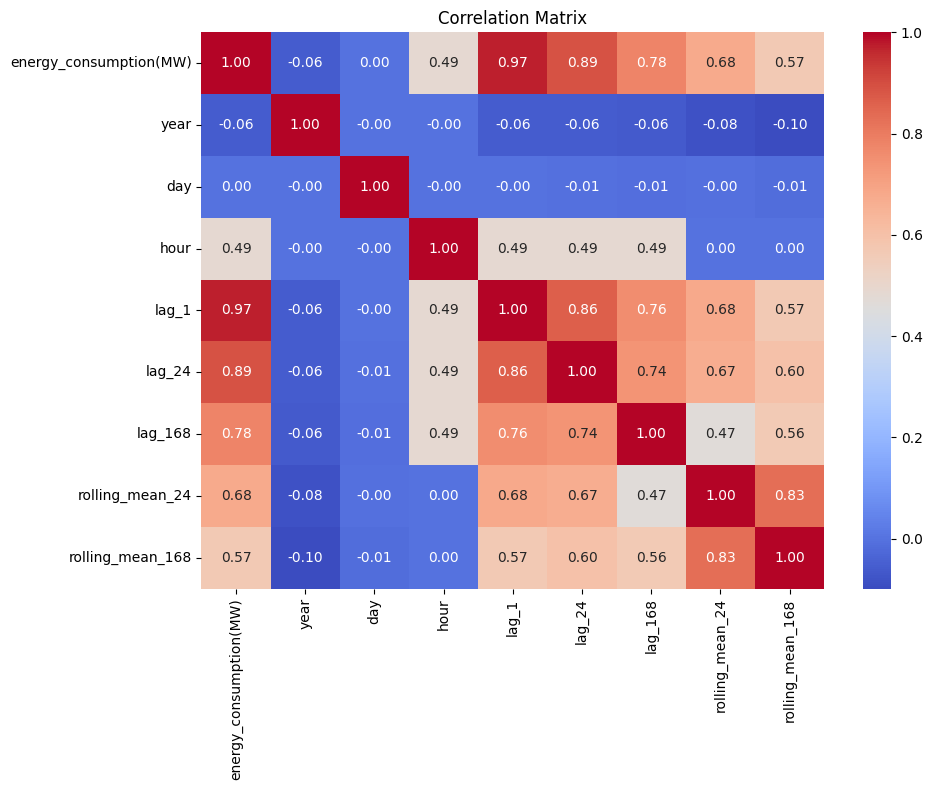 Correlation Matrix
energy_consumption(MW) 1.00 -0.06 0.00 0.49 0.97 0.89 0.78 0.68 0.57
year -0.06 1.00 -0.00 -0.00 -0.06 -0.06 -0.06 -0.08 -0.10
day 0.00 -0.00 1.00 -0.00 -0.00 -0.01 -0.01 -0.00 -0.01
hour 0.49 -0.00 -0.00 1.00 0.49 0.49 0.49 0.00 0.00
lag_1 0.97 -0.06 -0.00 0.49 1.00 0.86 0.76 0.68 0.57
lag_24 0.89 -0.06 -0.01 0.49 0.86 1.00 0.74 0.67 0.60
lag_168 0.78 -0.06 -0.01 0.49 0.76 0.74 1.00 0.47 0.56
rolling_mean_24 0.68 -0.08 -0.00 0.00 0.68 0.67 0.47 1.00 0.83
rolling_mean_168 0.57 -0.10 -0.01 0.00 0.57 0.60 0.56 0.83 1.00
energy_consumption(MW)
year
day
hour
lag_1
lag_24
lag_168
rolling_mean_24
rolling_mean_168
1.0
0.8
0.6
0.4
0.2
0.0